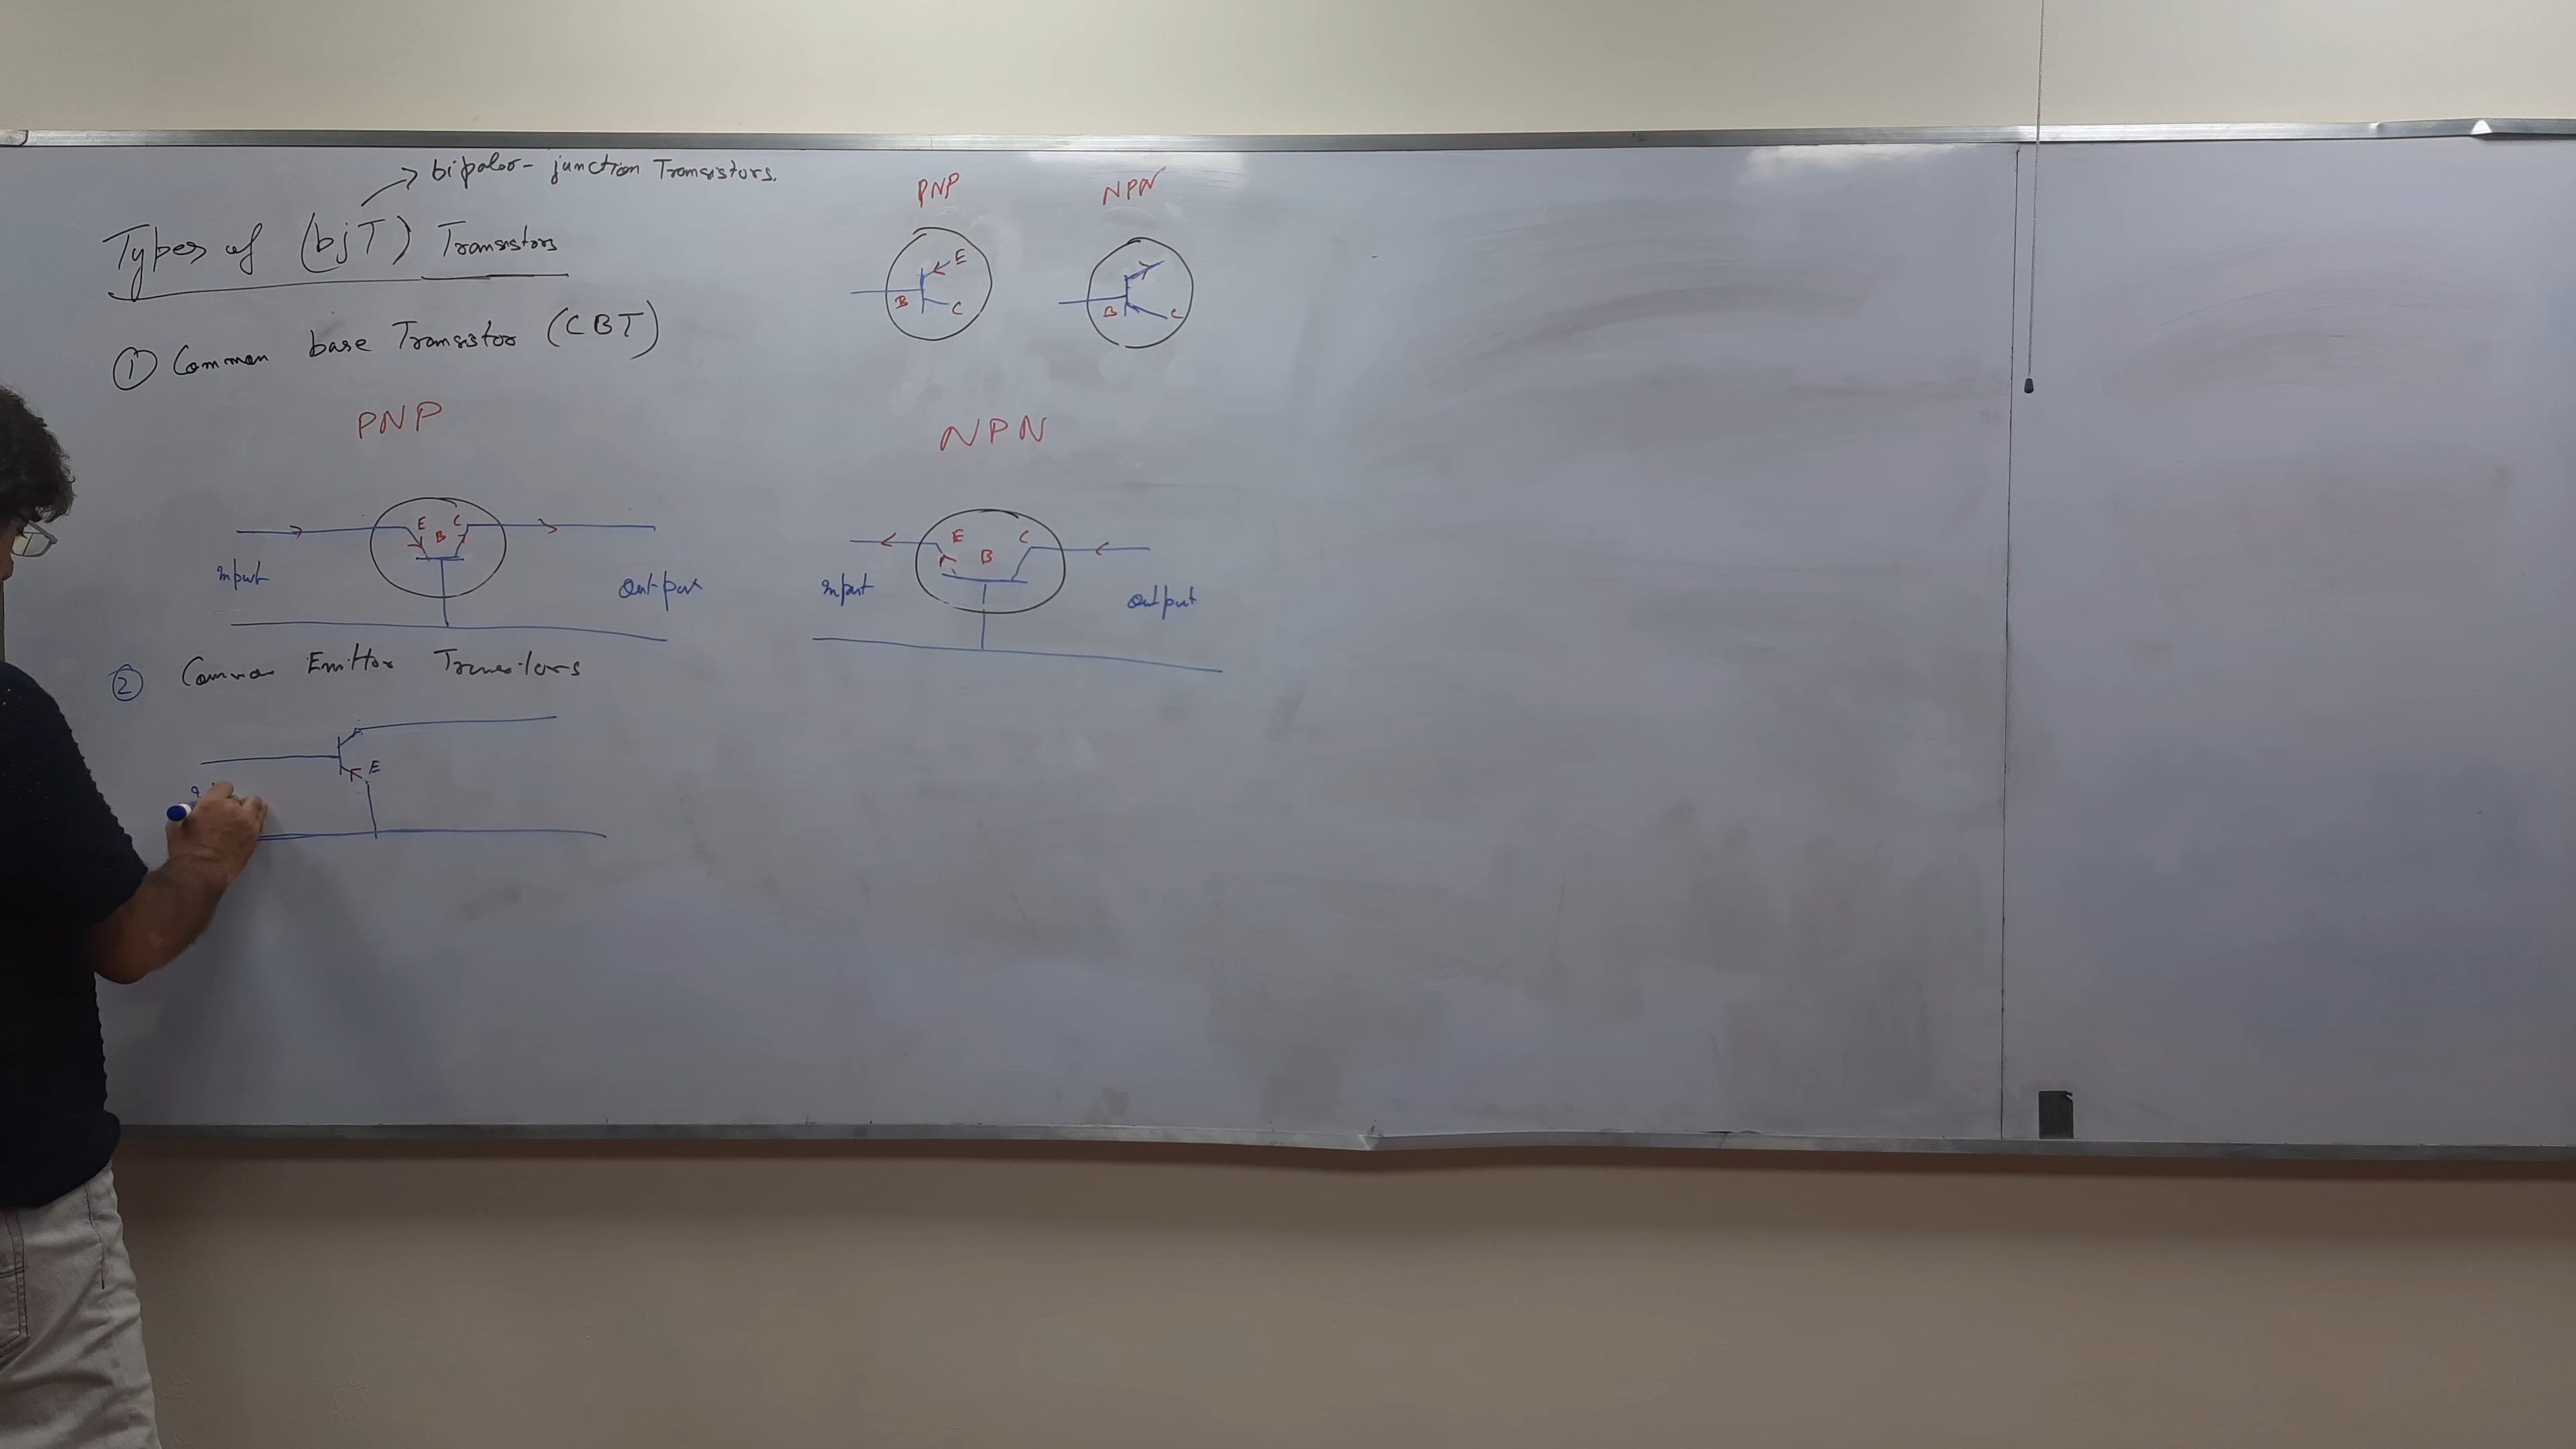 bipolar - junction Transistors.
Types of (bjT) Transistors
PNP NPN
E
B C
B C
① Common base Transistor (CBT)
PNP NPN
E B C
E B C
Input Output
Input Output
② Common Emitter Transistors
E